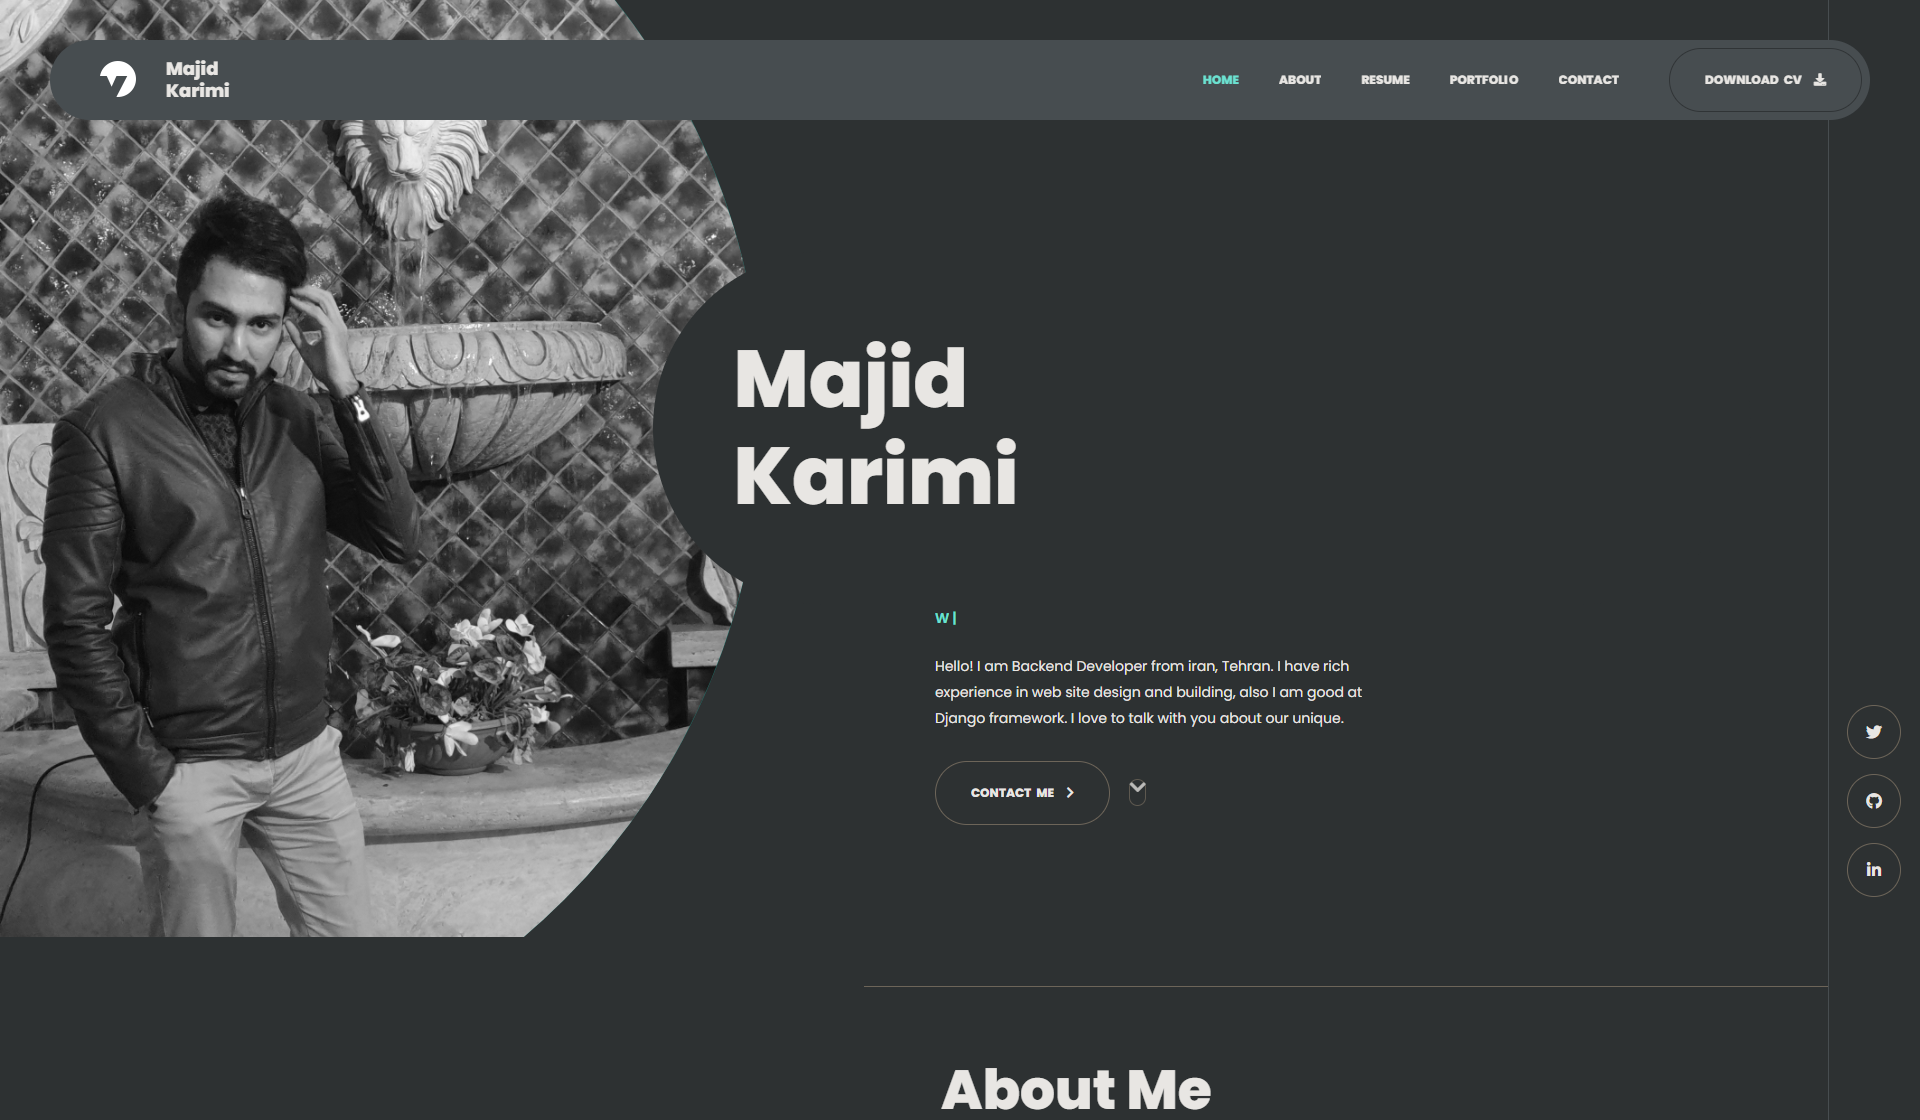 Majid
Karimi
HOME
ABOUT
RESUME
PORTFOLIO
CONTACT
DOWNLOAD CV
Majid
Karimi
W|
Hello! I am Backend Developer from iran, Tehran. I have rich
experience in web site design and building, also I am good at
Django framework. I love to talk with you about our unique.
CONTACT ME
in
About Me